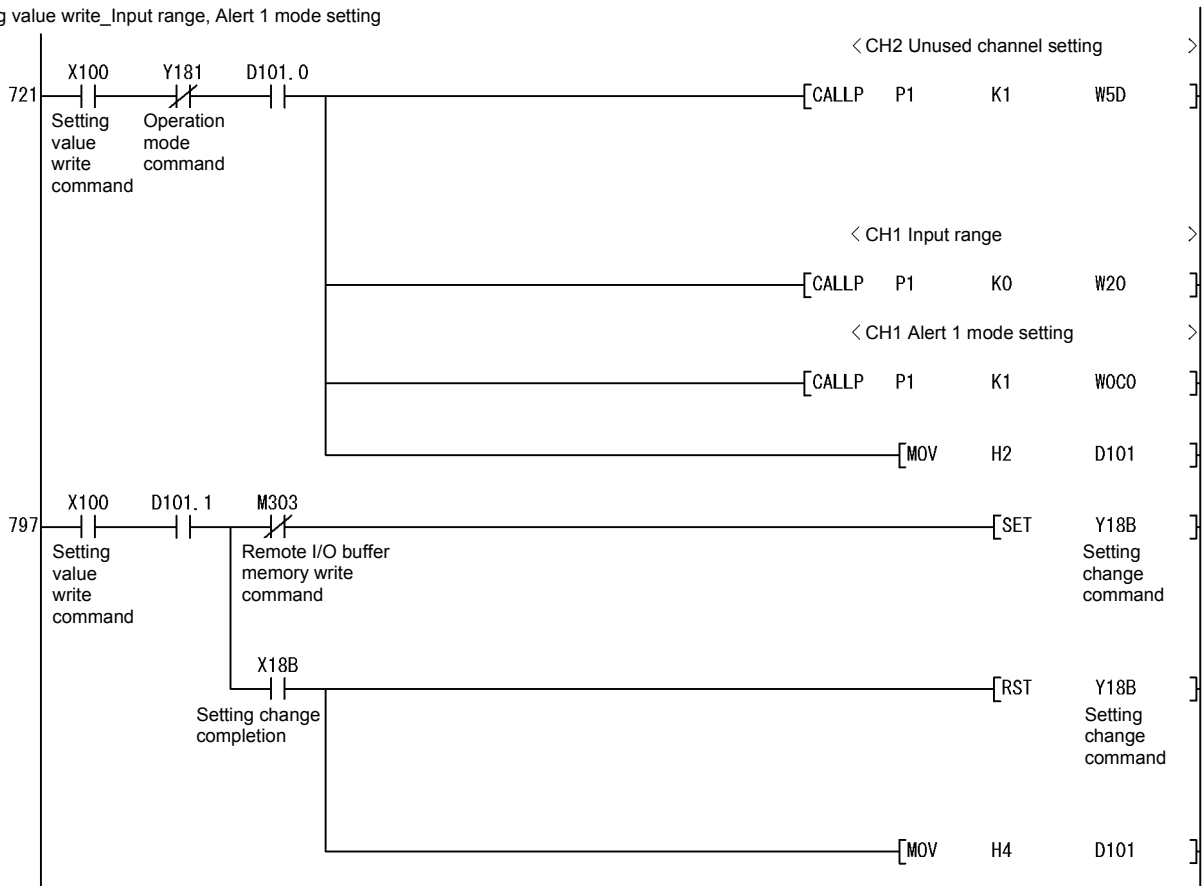 g value write_Input range, Alert 1 mode setting
< CH2 Unused channel setting >
X100 Y181 D101.0
721 [CALLP P1 K1 W5D ]
Setting value write command
Operation mode command
< CH1 Input range >
[CALLP P1 K0 W20 ]
< CH1 Alert 1 mode setting >
[CALLP P1 K1 W0C0 ]
[MOV H2 D101 ]
X100 D101.1 M303
797 [SET Y18B ]
Setting value write command
Remote I/O buffer memory write command
Setting change command
X18B
[RST Y18B ]
Setting change completion
Setting change command
[MOV H4 D101 ]